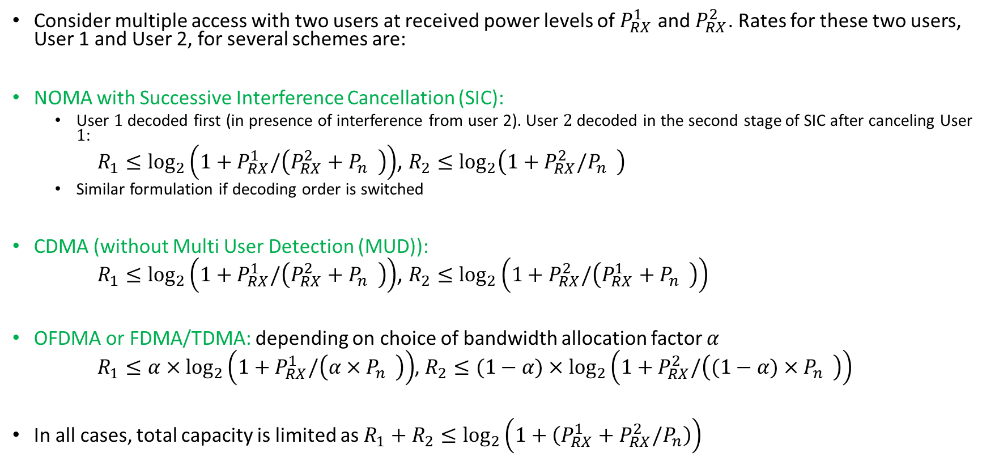 • Consider multiple access with two users at received power levels of $P_{RX}^{1}$ and $P_{RX}^{2}$. Rates for these two users,
User 1 and User 2, for several schemes are:
• NOMA with Successive Interference Cancellation (SIC):
• User 1 decoded first (in presence of interference from user 2). User 2 decoded in the second stage of SIC after canceling User
1:
$R_1 \leq \log_2\left(1 + P_{RX}^{1}/\left(P_{RX}^{2} + P_n\right)\right), R_2 \leq \log_2\left(1 + P_{RX}^{2}/P_n\right)$
• Similar formulation if decoding order is switched
• CDMA (without Multi User Detection (MUD)):
$R_1 \leq \log_2\left(1 + P_{RX}^{1}/\left(P_{RX}^{2} + P_n\right)\right), R_2 \leq \log_2\left(1 + P_{RX}^{2}/\left(P_{RX}^{1} + P_n\right)\right)$
• OFDMA or FDMA/TDMA: depending on choice of bandwidth allocation factor $\alpha$
$R_1 \leq \alpha \times \log_2\left(1 + P_{RX}^{1}/\left(\alpha \times P_n\right)\right), R_2 \leq (1 - \alpha) \times \log_2\left(1 + P_{RX}^{2}/\left((1 - \alpha) \times P_n\right)\right)$
• In all cases, total capacity is limited as $R_1 + R_2 \leq \log_2\left(1 + (P_{RX}^{1} + P_{RX}^{2}/P_n)\right)$